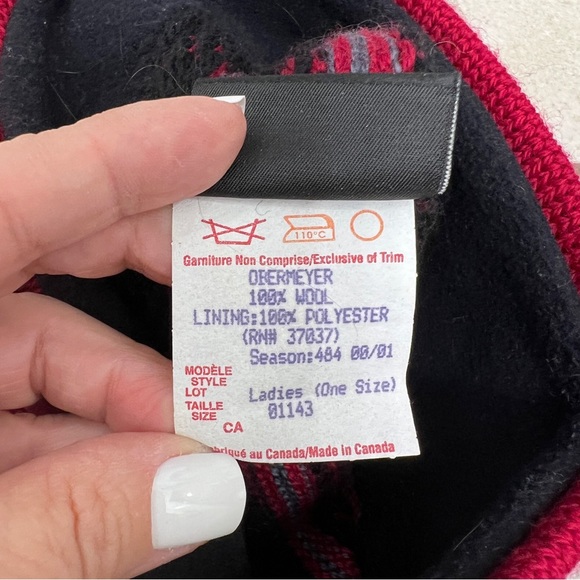 110°C
Garniture Non Comprise/Exclusive of Trim
OBERMEYER
100% WOOL
LINING:100% POLYESTER
(RN# 37037)
Season:484 00/01
MODÈLE
STYLE
LOT Ladies (One Size)
TAILLE
SIZE 01143
CA
briqué au Canada/Made in Canada